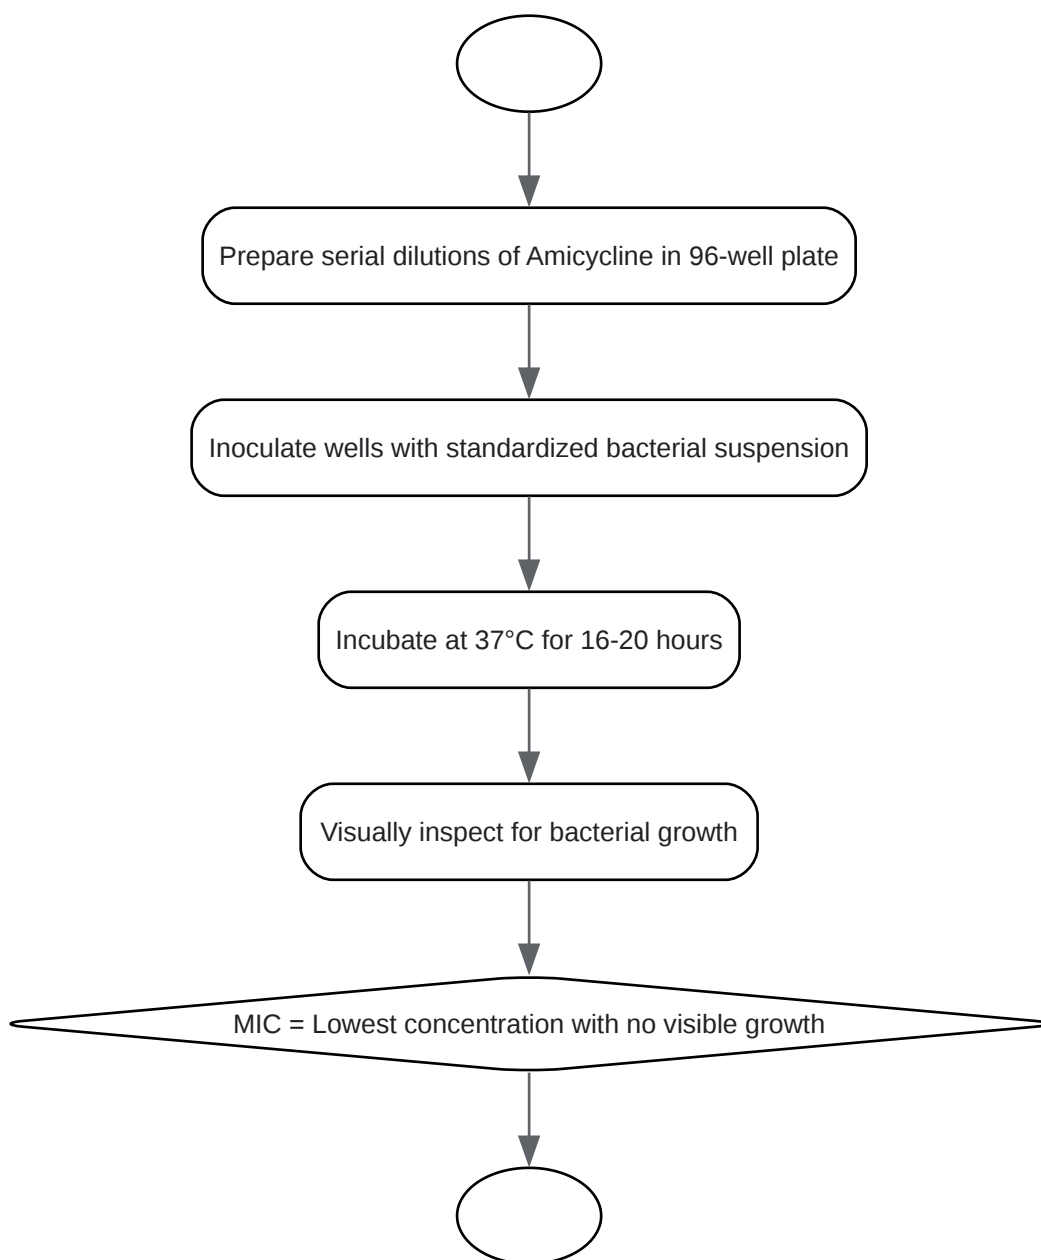 Prepare serial dilutions of Amicycline in 96-well plate
Inoculate wells with standardized bacterial suspension
Incubate at 37°C for 16-20 hours
Visually inspect for bacterial growth
MIC = Lowest concentration with no visible growth